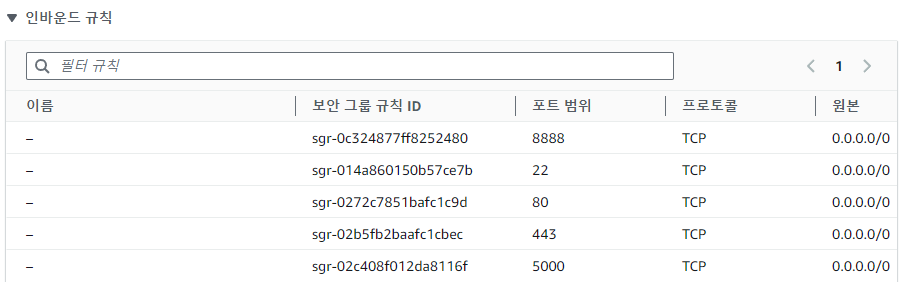 ▼ 인바운드 규칙
필터 규칙
1
이름 보안 그룹 규칙 ID 포트 범위 프로토콜 원본
– sgr-0c324877ff8252480 8888 TCP 0.0.0.0/0
– sgr-014a860150b57ce7b 22 TCP 0.0.0.0/0
– sgr-0272c7851bafc1c9d 80 TCP 0.0.0.0/0
– sgr-02b5fb2baafc1cbec 443 TCP 0.0.0.0/0
– sgr-02c408f012da8116f 5000 TCP 0.0.0.0/0